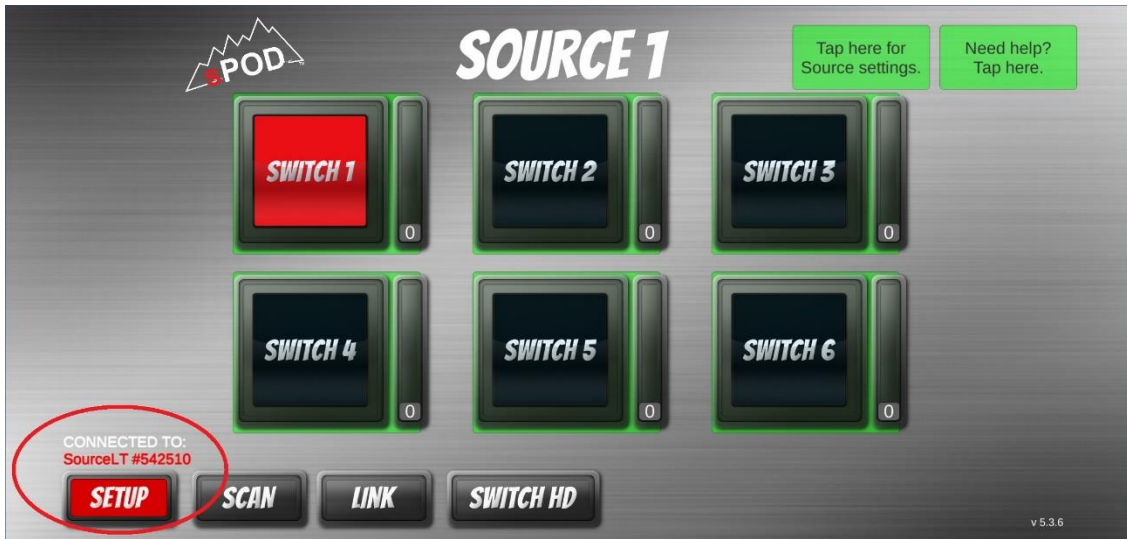 sPOD
SOURCE 1
Tap here for
Source settings.
Need help?
Tap here.
SWITCH 1
0
SWITCH 2
0
SWITCH 3
0
SWITCH 4
0
SWITCH 5
0
SWITCH 6
0
CONNECTED TO:
SourceLT #542510
SETUP
SCAN
LINK
SWITCH HD
v 5.3.6